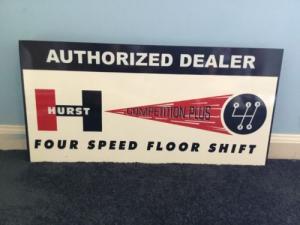 AUTHORIZED DEALER
HURST
COMPETITION PLUS
FOUR SPEED FLOOR SHIFT